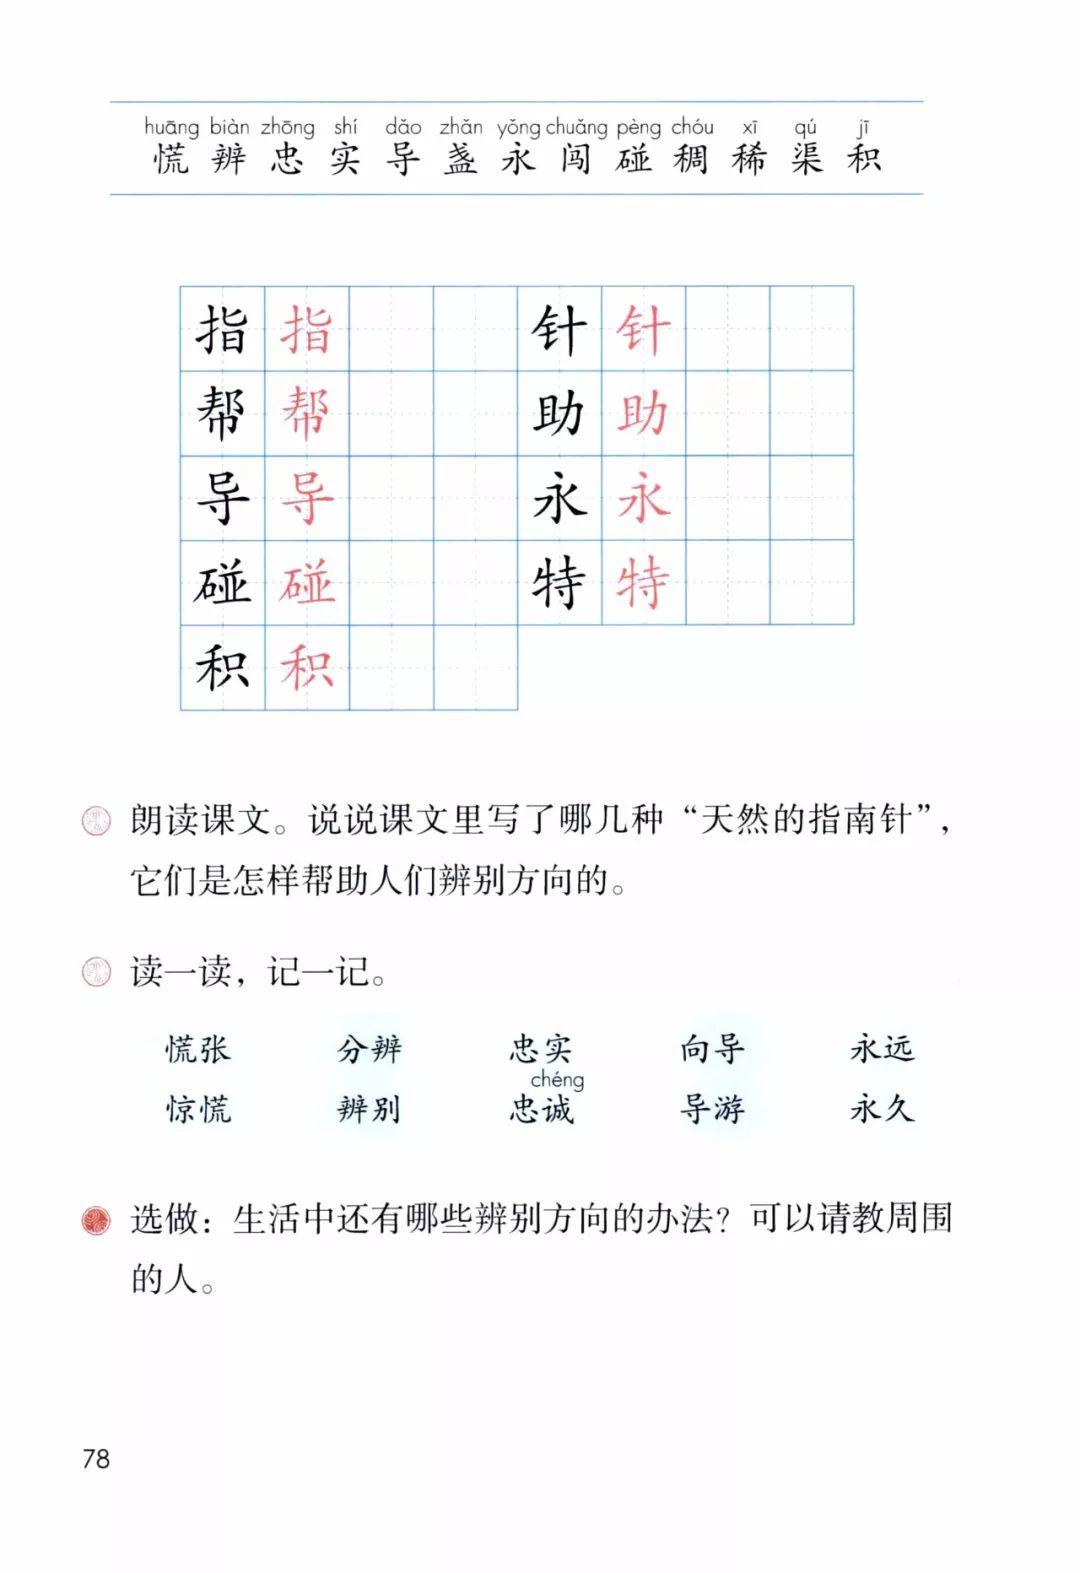 huāng biàn zhōng shí dǎo zhǎn yǒng chuǎng pèng chóu xī qú jī
慌 辨 忠 实 导 盏 永 闯 碰 稠 稀 渠 积
指 指 针 针
帮 帮 助 助
导 导 永 永
碰 碰 特 特
积 积
朗读课文。说说课文里写了哪几种“天然的指南针”，
它们是怎样帮助人们辨别方向的。
读一读，记一记。
慌张 分辨 忠实 向导 永远
chéng
惊慌 辨别 忠诚 导游 永久
选做：生活中还有哪些辨别方向的办法？可以请教周围
的人。
78